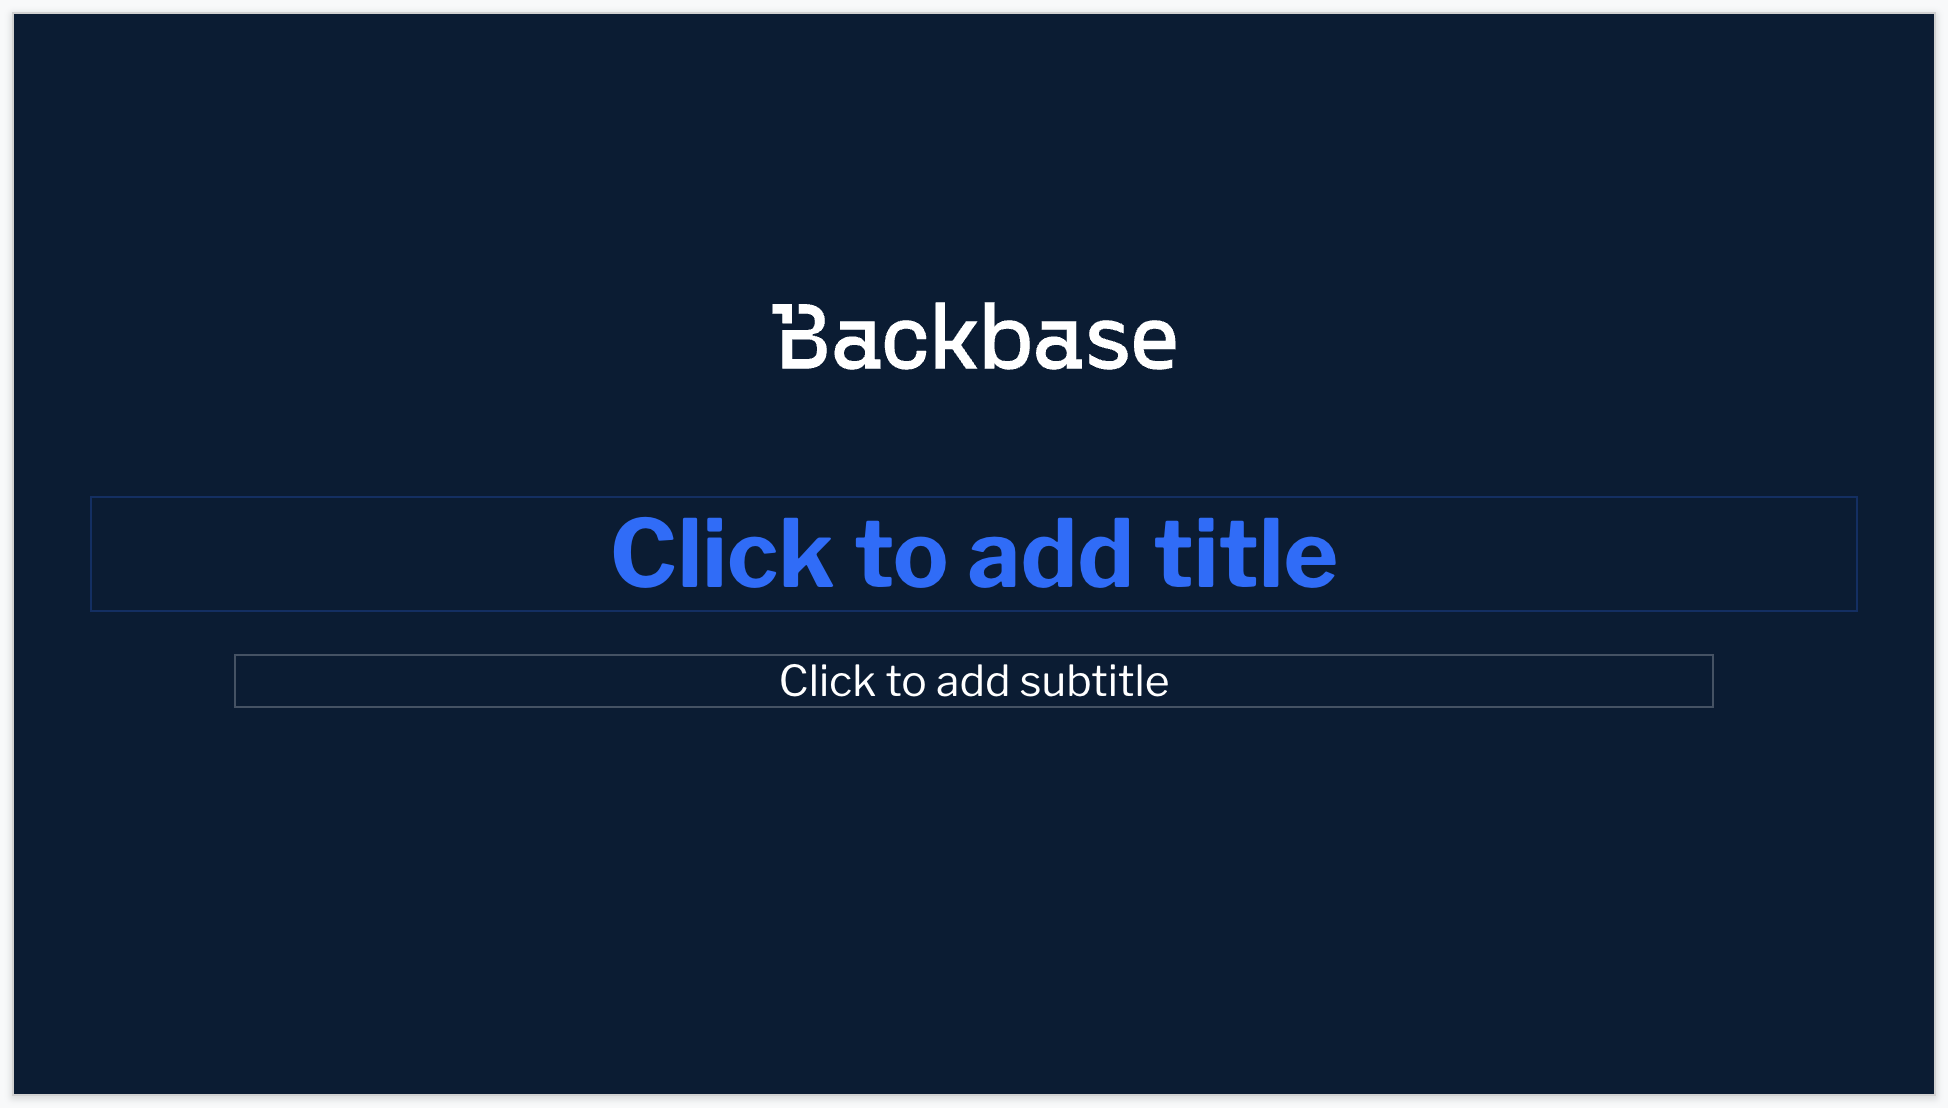 Backbase
Click to add title
Click to add subtitle